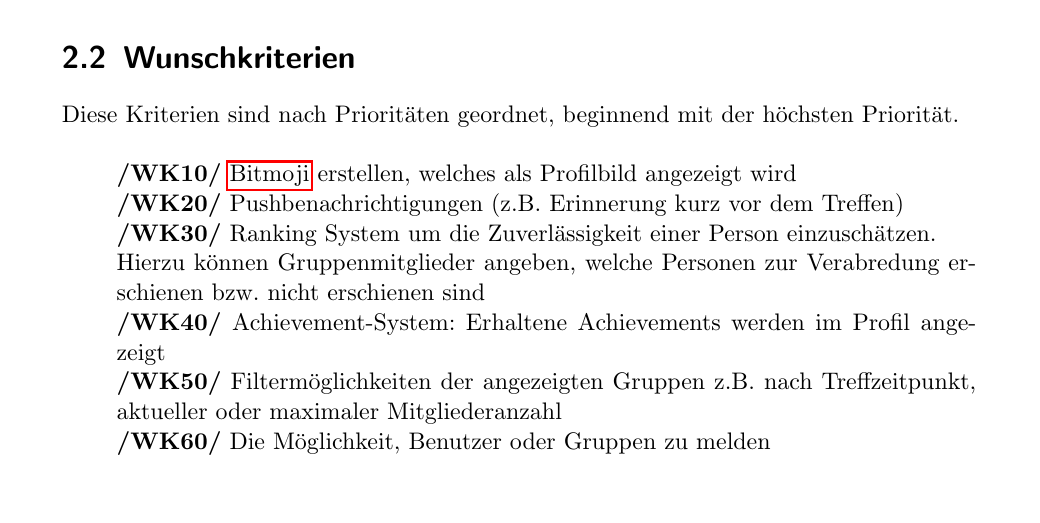 2.2 Wunschkriterien
Diese Kriterien sind nach Prioritäten geordnet, beginnend mit der höchsten Priorität.
/WK10/ Bitmoji erstellen, welches als Profilbild angezeigt wird
/WK20/ Pushbenachrichtigungen (z.B. Erinnerung kurz vor dem Treffen)
/WK30/ Ranking System um die Zuverlässigkeit einer Person einzuschätzen.
Hierzu können Gruppenmitglieder angeben, welche Personen zur Verabredung er-
schienen bzw. nicht erschienen sind
/WK40/ Achievement-System: Erhaltene Achievements werden im Profil ange-
zeigt
/WK50/ Filtermöglichkeiten der angezeigten Gruppen z.B. nach Treffzeitpunkt,
aktueller oder maximaler Mitgliederanzahl
/WK60/ Die Möglichkeit, Benutzer oder Gruppen zu melden